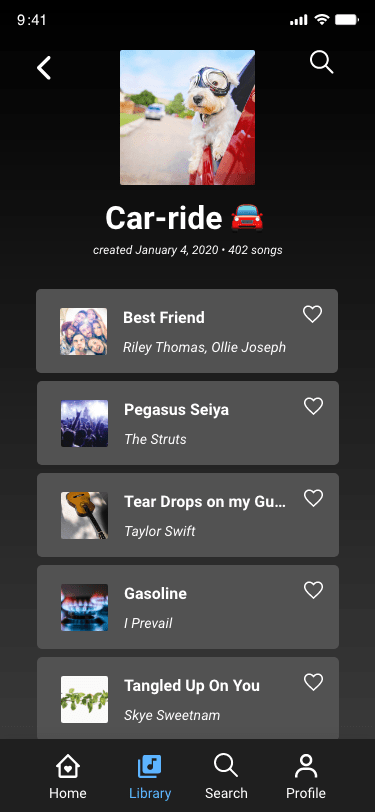 9:41
Car-ride 🚘
created January 4, 2020 • 402 songs
Best Friend
Riley Thomas, Ollie Joseph
Pegasus Seiya
The Struts
Tear Drops on my Gu...
Taylor Swift
Gasoline
I Prevail
Tangled Up On You
Skye Sweetnam
Home Library Search Profile